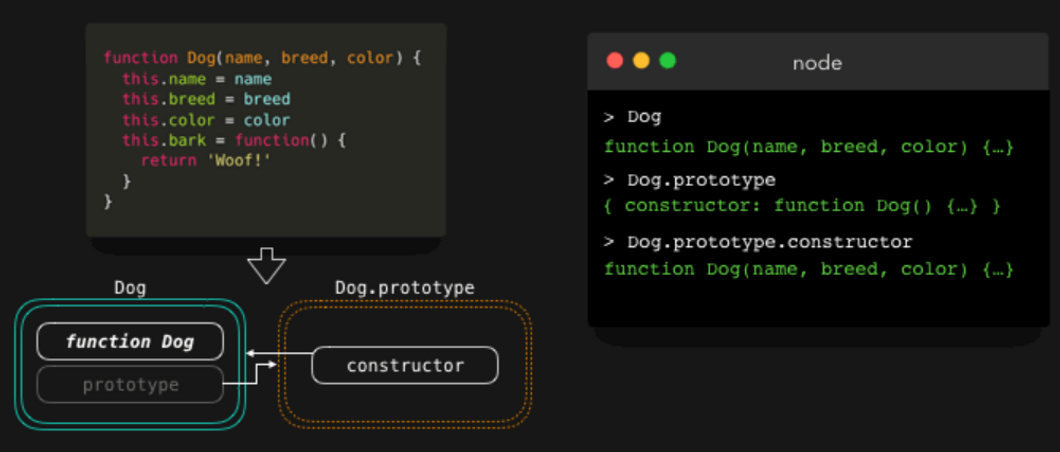 function Dog(name, breed, color) {
  this.name = name
  this.breed = breed
  this.color = color
  this.bark = function() {
    return 'Woof!'
  }
}
Dog
function Dog
prototype
Dog.prototype
constructor
node
> Dog
function Dog(name, breed, color) {…}
> Dog.prototype
{ constructor: function Dog() {…} }
> Dog.prototype.constructor
function Dog(name, breed, color) {…}